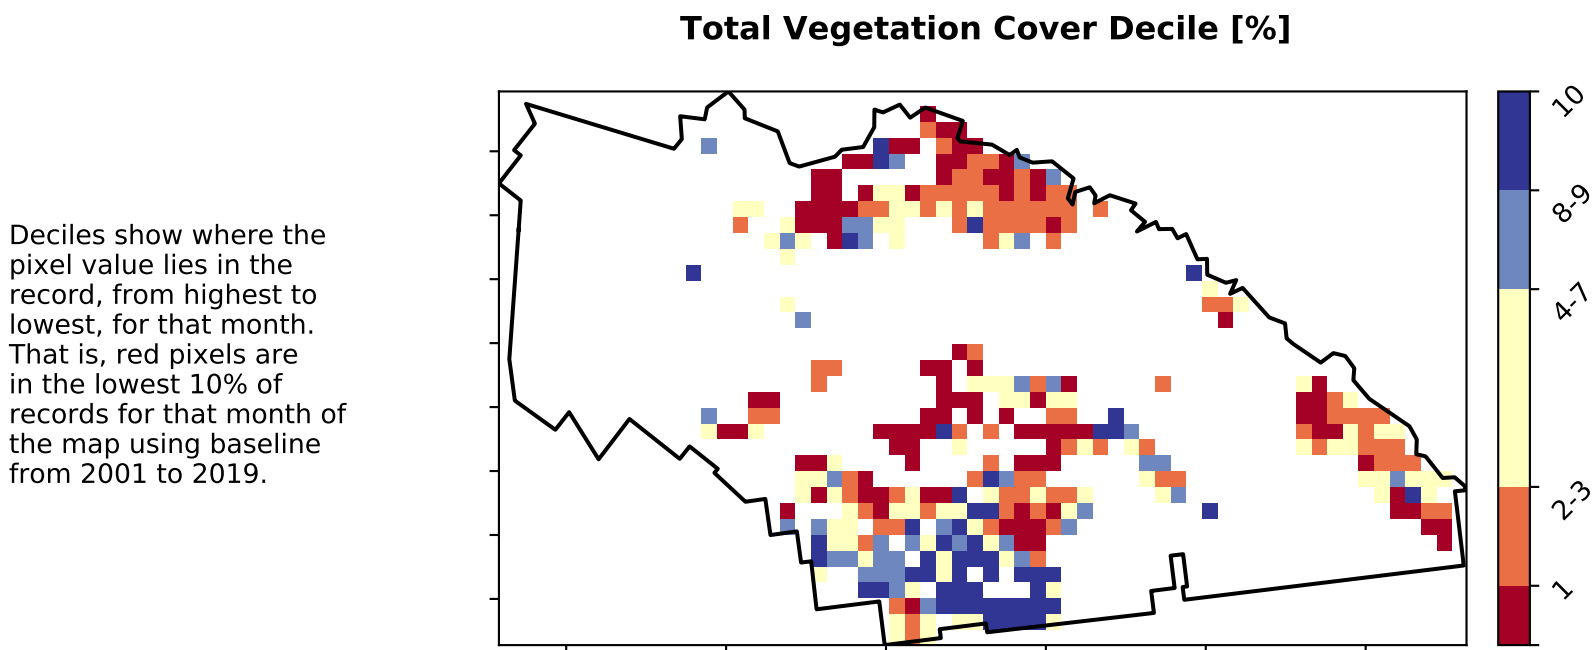 Total Vegetation Cover Decile [%]
Deciles show where the
pixel value lies in the
record, from highest to
lowest, for that month.
That is, red pixels are
in the lowest 10% of
records for that month of
the map using baseline
from 2001 to 2019.
10
8-9
4-7
2-3
1